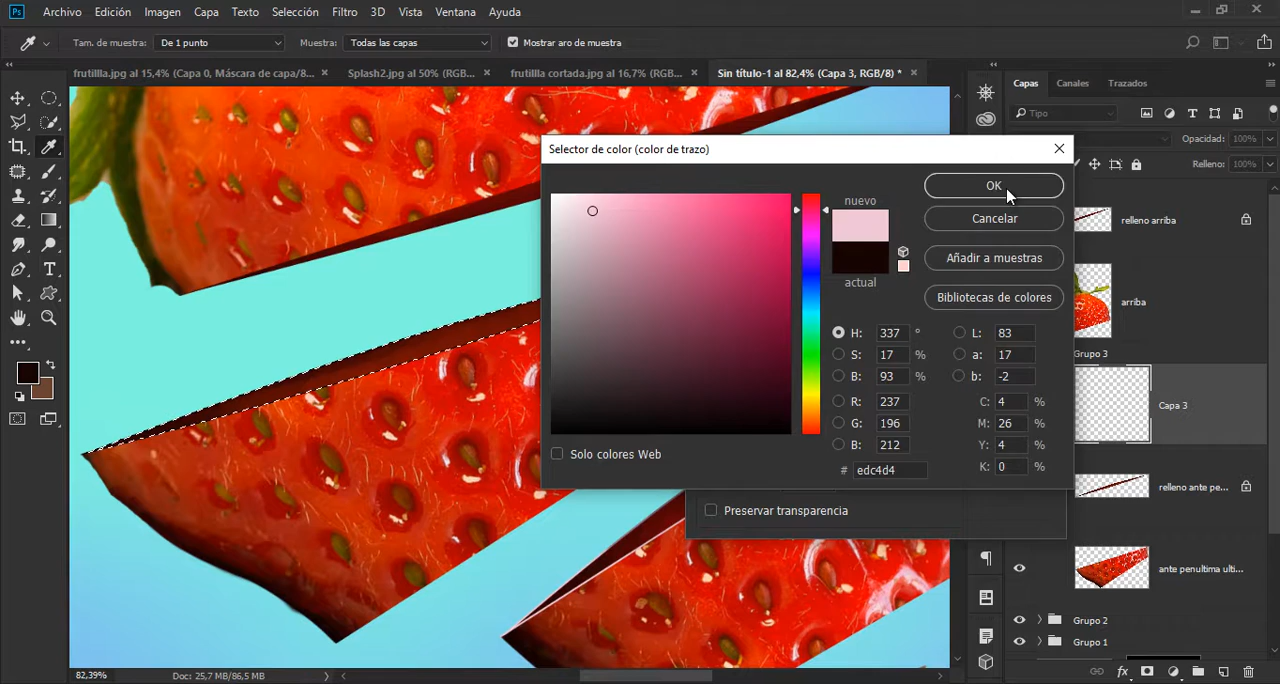 Ps Archivo Edición Imagen Capa Texto Selección Filtro 3D Vista Ventana Ayuda
Tam. de muestra: De 1 punto Muestra: Todas las capas Mostrar aro de muestra
frutillla.jpg al 15,4% (Capa 0, Máscara de capa/8... × Splash2.jpg al 50% (RGB... × frutillla cortada.jpg al 16,7% (RGB... × Sin título-1 al 82,4% (Capa 3, RGB/8) * ×
Capas Canales Trazados
Tipo
Opacidad: 100%
Relleno: 100%
Selector de color (color de trazo)
OK
nuevo
Cancelar
relleno arriba
Añadir a muestras
actual
Bibliotecas de colores
arriba
H: 337 ° L: 83
S: 17 % a: 17
Grupo 3
B: 93 % b: -2
R: 237 C: 4 %
Capa 3
G: 196 M: 26 %
B: 212 Y: 4 %
Solo colores Web
# edc4d4 K: 0 %
relleno ante pe...
Preservar transparencia
ante penultima ulti...
Grupo 2
Grupo 1
82,39% Doc: 25,7 MB/86,5 MB
fx